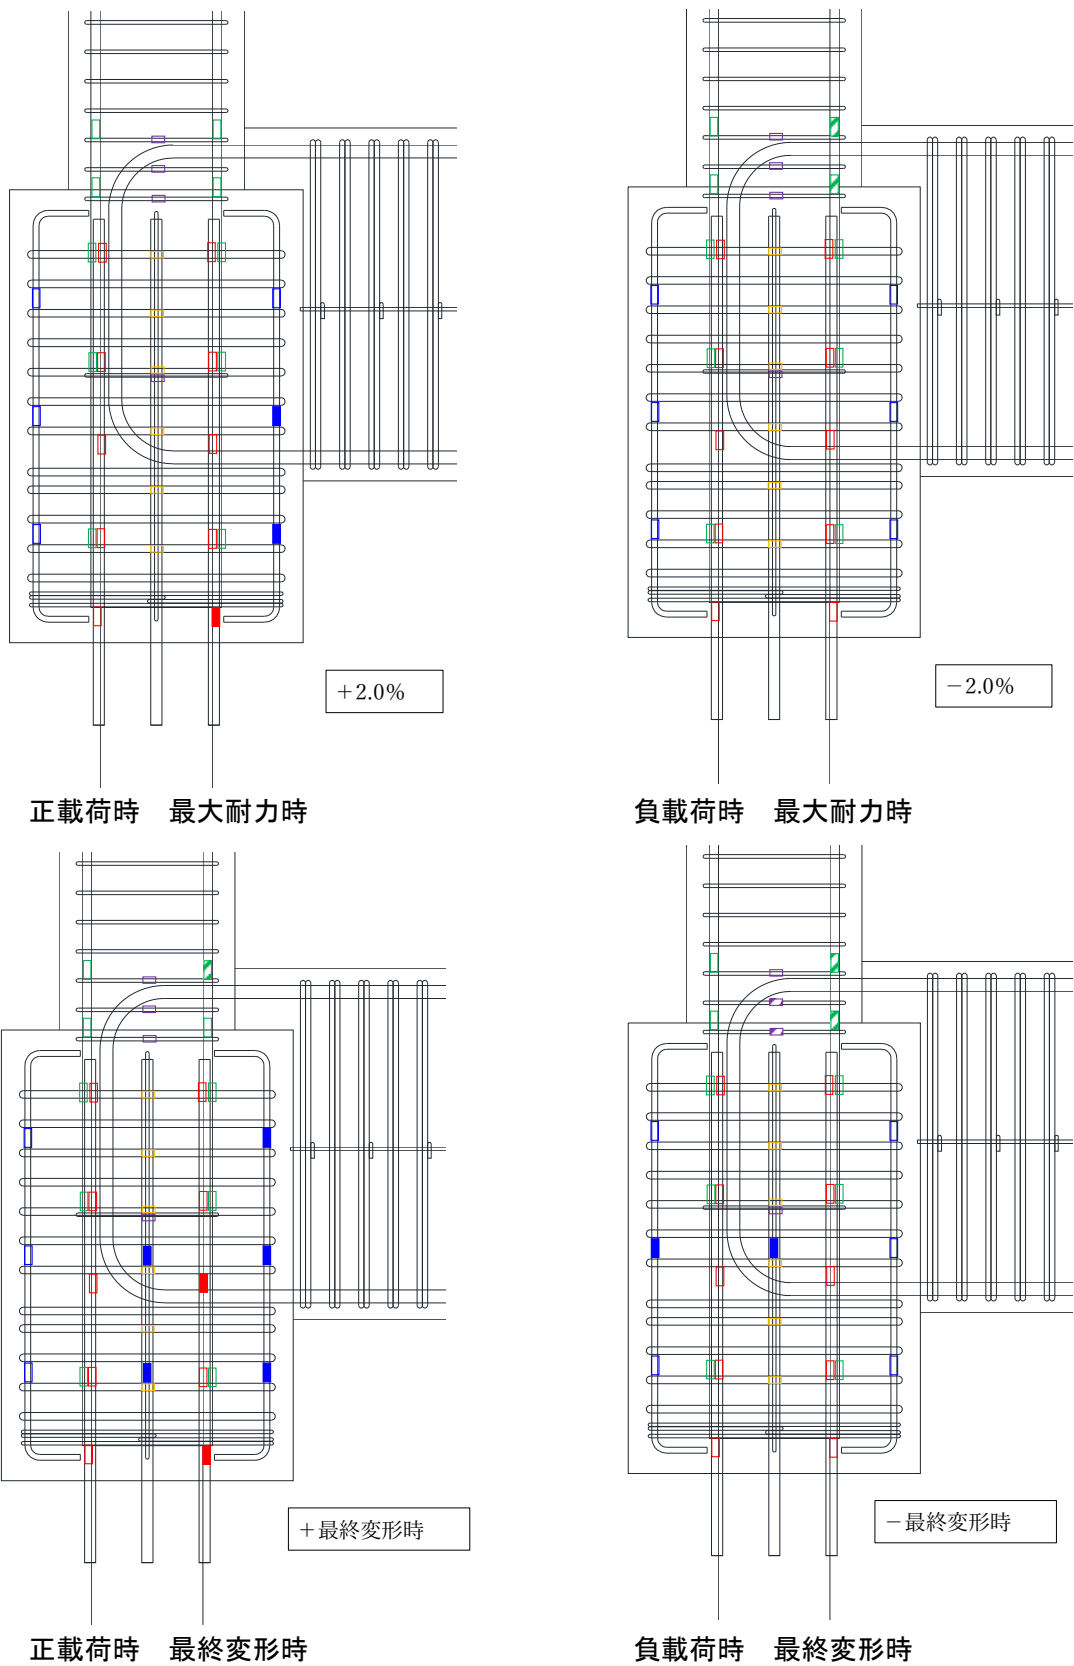 ＋2.0%
－2.0%
正載荷時　最大耐力時
負載荷時　最大耐力時
＋最終変形時
－最終変形時
正載荷時　最終変形時
負載荷時　最終変形時